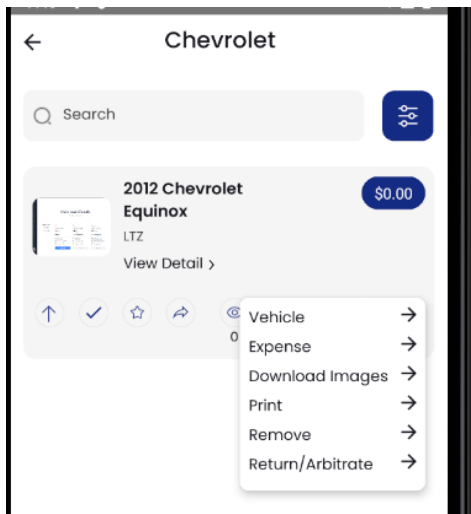 Chevrolet
Search
2012 Chevrolet
Equinox
$0.00
LTZ
View Detail >
0
Vehicle
Expense
Download Images
Print
Remove
Return/Arbitrate